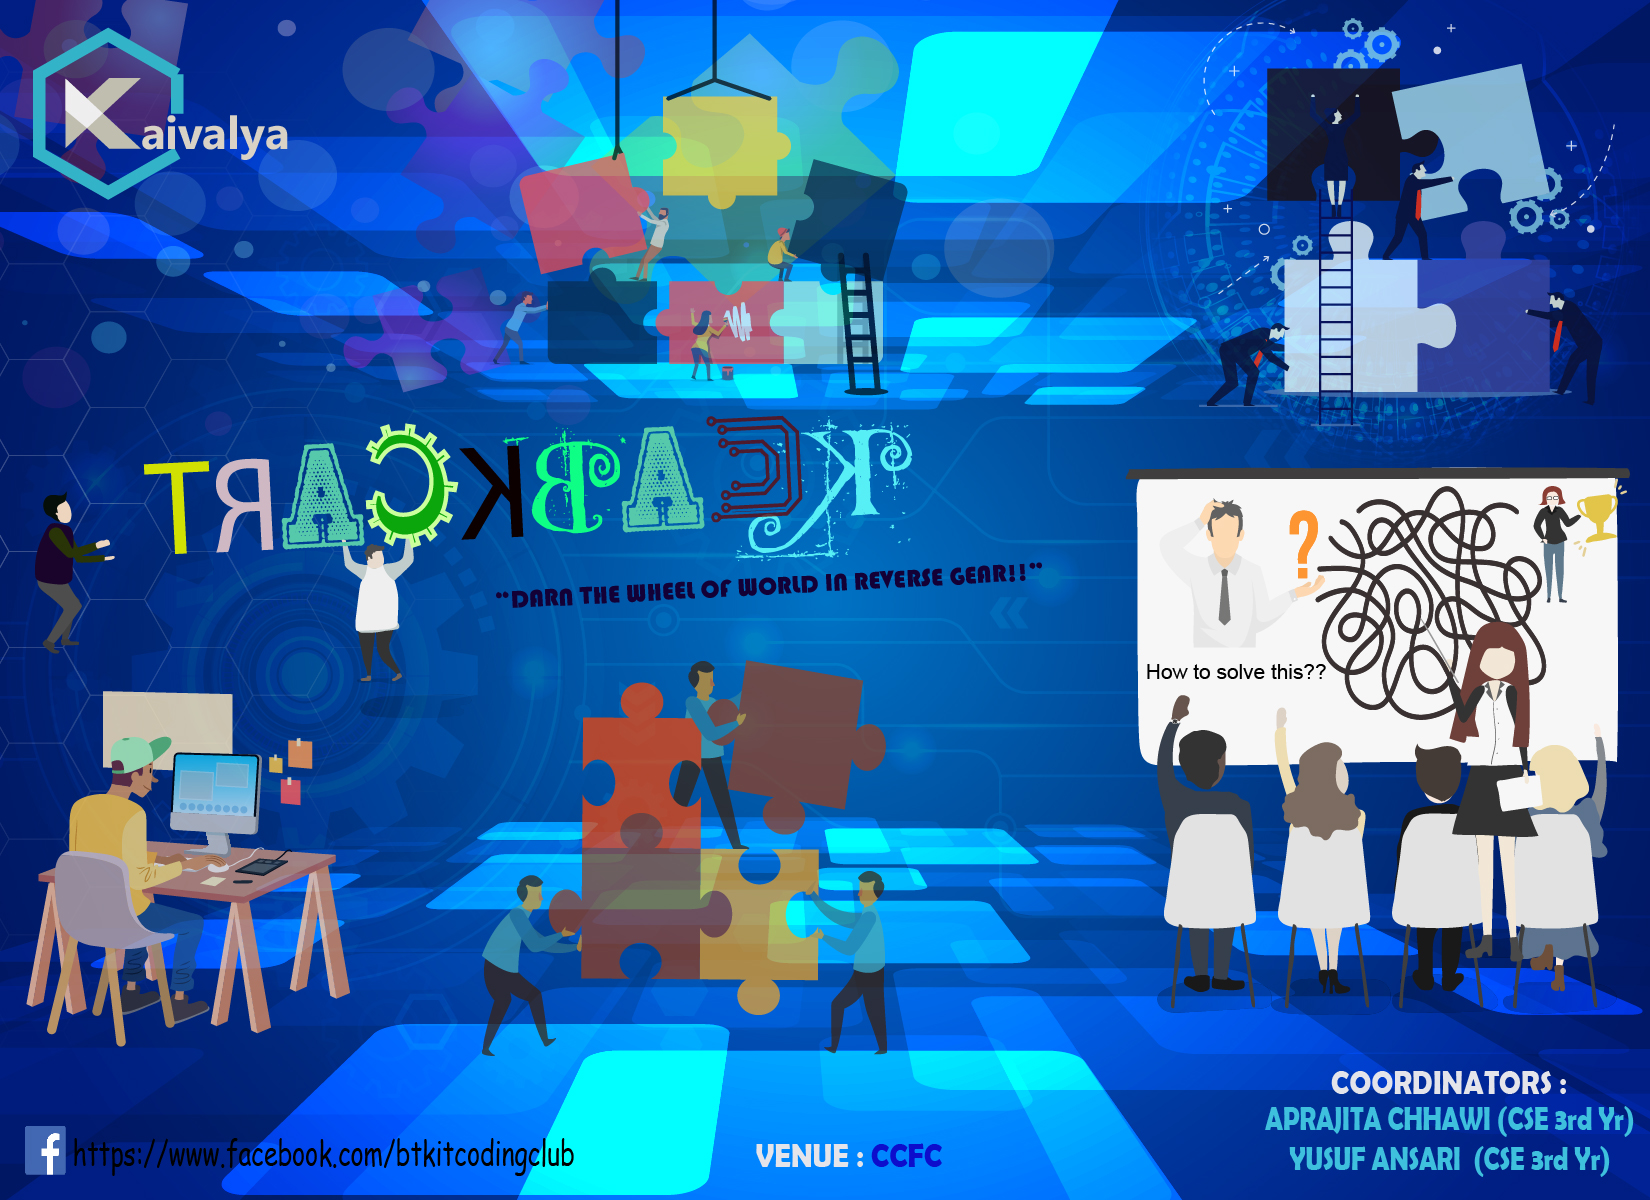 Kaivalya
TRACKBACK
"DARN THE WHEEL OF WORLD IN REVERSE GEAR!!"
?
How to solve this??
COORDINATORS :
APRAJITA CHHAWI (CSE 3rd Yr)
YUSUF ANSARI (CSE 3rd Yr)
f https://www.facebook.com/btkitcodingclub
VENUE : CCFC